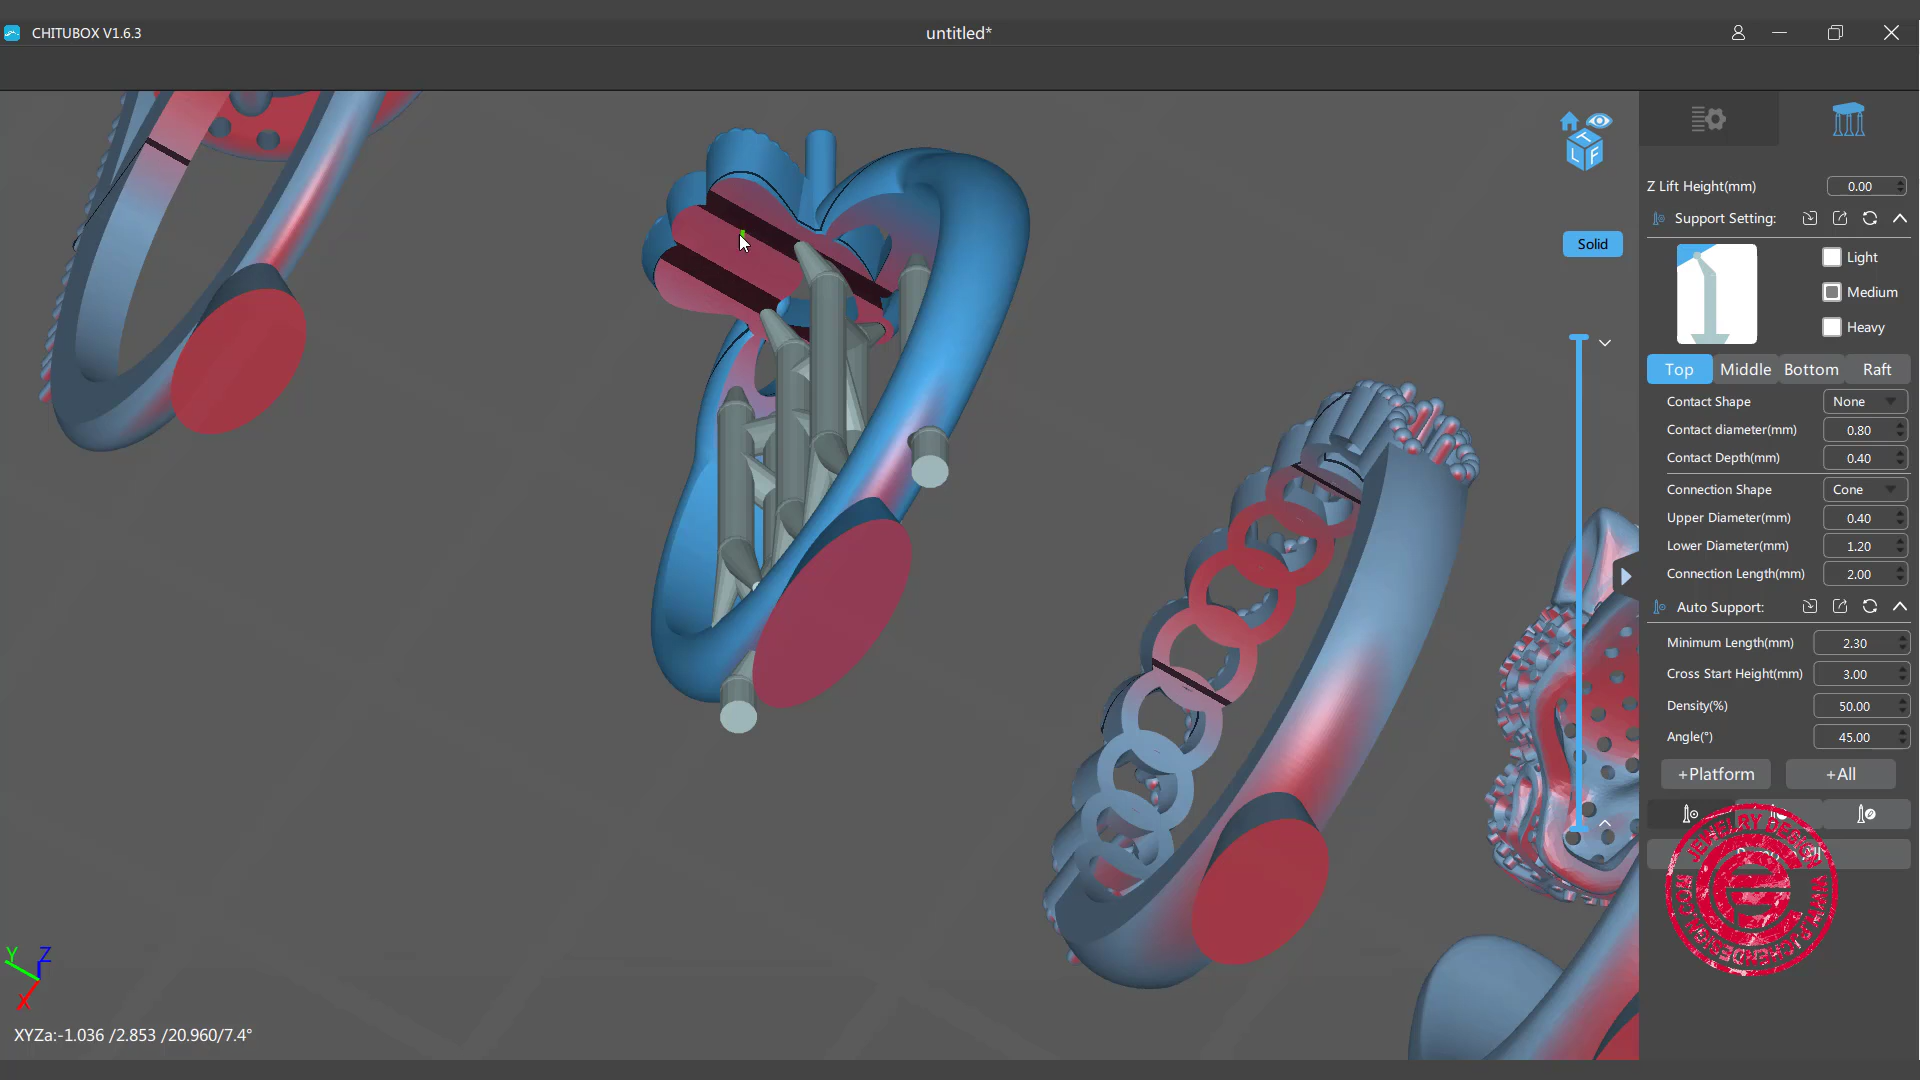 CHITUBOX V1.6.3
untitled*
T
L F
Solid
Z Lift Height(mm) 0.00
Support Setting:
Light
Medium
Heavy
Top Middle Bottom Raft
Contact Shape None
Contact diameter(mm) 0.80
Contact Depth(mm) 0.40
Connection Shape Cone
Upper Diameter(mm) 0.40
Lower Diameter(mm) 1.20
Connection Length(mm) 2.00
Auto Support:
Minimum Length(mm) 2.30
Cross Start Height(mm) 3.00
Density(%) 50.00
Angle(°) 45.00
+Platform +All
JEWELRY DESIGN
Y Z
X
XYZa:-1.036 /2.853 /20.960/7.4°